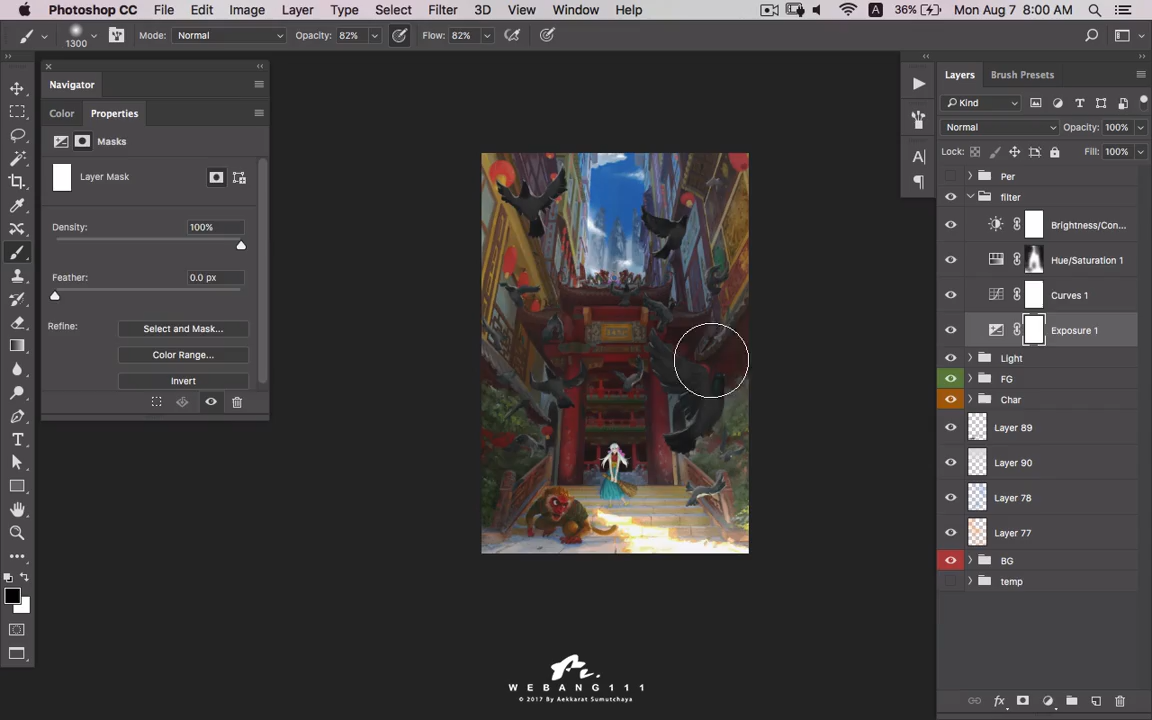 Photoshop CC File Edit Image Layer Type Select Filter 3D View Window Help A 36% Mon Aug 7 8:00 AM
1300 Mode: Normal Opacity: 82% Flow: 82%
Navigator
Color Properties
Masks
Layer Mask
Density: 100%
Feather: 0.0 px
Refine: Select and Mask...
Color Range...
Invert
Layers Brush Presets
Kind
Normal Opacity: 100%
Lock: Fill: 100%
Per
filter
Brightness/Con...
Hue/Saturation 1
Curves 1
Exposure 1
Light
FG
Char
Layer 89
Layer 90
Layer 78
Layer 77
BG
temp
WEBANG111
© 2017 By Aekkarat Sumutchaya